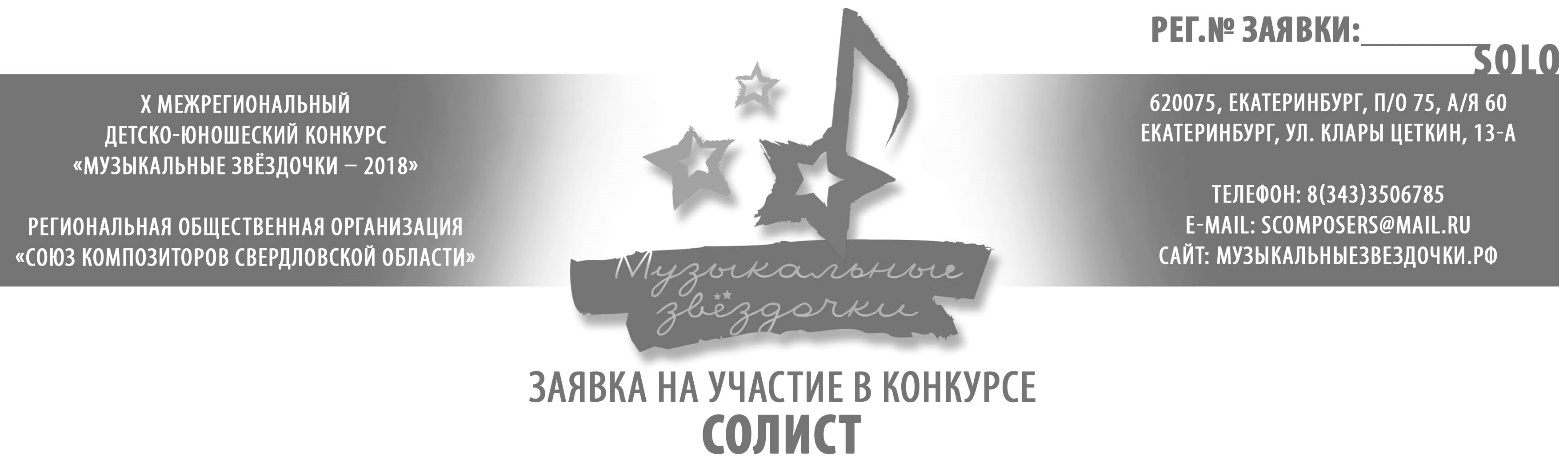 РЕГ.№ ЗАЯВКИ:________
SOLO
X МЕЖРЕГИОНАЛЬНЫЙ
ДЕТСКО-ЮНОШЕСКИЙ КОНКУРС
«МУЗЫКАЛЬНЫЕ ЗВЁЗДОЧКИ – 2018»
РЕГИОНАЛЬНАЯ ОБЩЕСТВЕННАЯ ОРГАНИЗАЦИЯ
«СОЮЗ КОМПОЗИТОРОВ СВЕРДЛОВСКОЙ ОБЛАСТИ»
620075, ЕКАТЕРИНБУРГ, П/О 75, А/Я 60
ЕКАТЕРИНБУРГ, УЛ. КЛАРЫ ЦЕТКИН, 13-А
ТЕЛЕФОН: 8(343)3506785
E-MAIL: SCOMPOSERS@MAIL.RU
САЙТ: МУЗЫКАЛЬНЫЕЗВЕЗДОЧКИ.РФ
Музыкальные
звёздочки
ЗАЯВКА НА УЧАСТИЕ В КОНКУРСЕ
СОЛИСТ